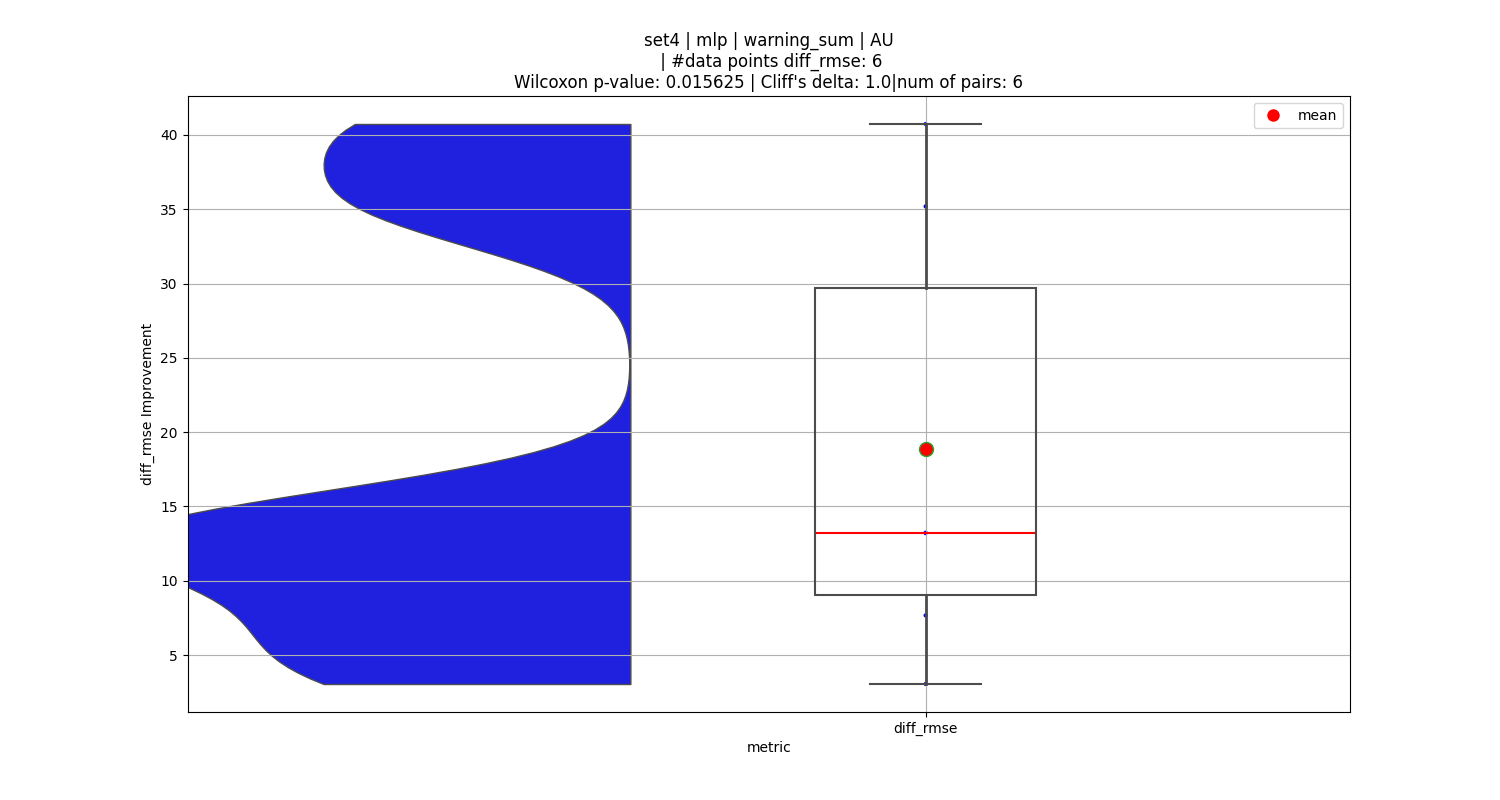 set4 | mlp | warning_sum | AU
| #data points diff_rmse: 6
Wilcoxon p-value: 0.015625 | Cliff's delta: 1.0|num of pairs: 6
mean
40
35
30
25
20
15
10
5
diff_rmse Improvement
diff_rmse
metric